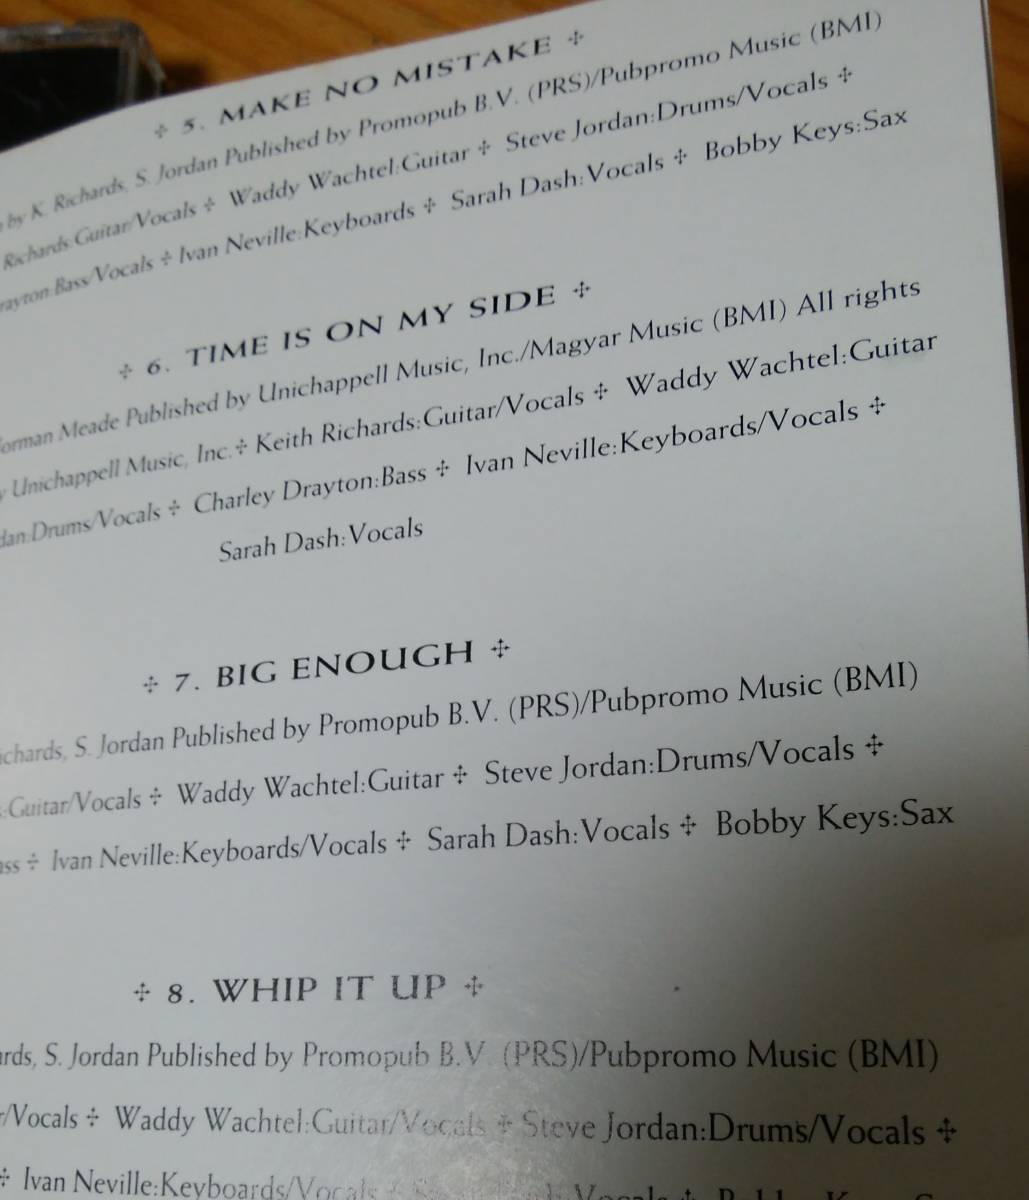 ÷ 5. MAKE NO MISTAKE ÷
by K. Richards, S. Jordan Published by Promopub B.V. (PRS)/Pubpromo Music (BMI)
Richards:Guitar/Vocals ÷ Waddy Wachtel:Guitar ÷ Steve Jordan:Drums/Vocals ÷
rayton:Bass/Vocals ÷ Ivan Neville:Keyboards ÷ Sarah Dash:Vocals ÷ Bobby Keys:Sax
÷ 6. TIME IS ON MY SIDE ÷
orman Meade Published by Unichappell Music, Inc./Magyar Music (BMI) All rights
y Unichappell Music, Inc.÷ Keith Richards:Guitar/Vocals ÷ Waddy Wachtel:Guitar
dan:Drums/Vocals ÷ Charley Drayton:Bass ÷ Ivan Neville:Keyboards/Vocals ÷
Sarah Dash:Vocals
÷ 7. BIG ENOUGH ÷
ichards, S. Jordan Published by Promopub B.V. (PRS)/Pubpromo Music (BMI)
:Guitar/Vocals ÷ Waddy Wachtel:Guitar ÷ Steve Jordan:Drums/Vocals ÷
ass ÷ Ivan Neville:Keyboards/Vocals ÷ Sarah Dash:Vocals ÷ Bobby Keys:Sax
÷ 8. WHIP IT UP ÷
ards, S. Jordan Published by Promopub B.V. (PRS)/Pubpromo Music (BMI)
r/Vocals ÷ Waddy Wachtel:Guitar/Vocals ÷ Steve Jordan:Drums/Vocals ÷
÷ Ivan Neville:Keyboards/Vocals ÷